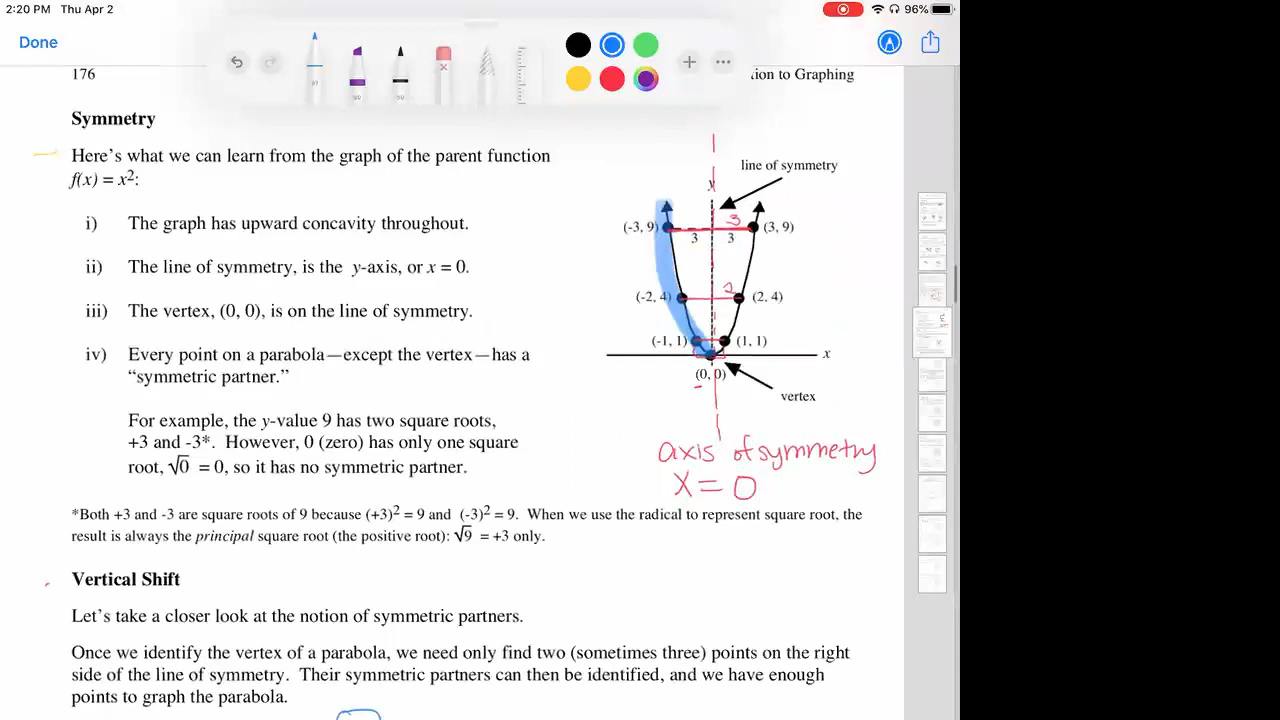 2:20 PM Thu Apr 2
96%
Done
176
tion to Graphing
Symmetry
Here's what we can learn from the graph of the parent function
f(x) = x²:
i) The graph has upward concavity throughout.
ii) The line of symmetry, is the y-axis, or x = 0.
iii) The vertex, (0, 0), is on the line of symmetry.
iv) Every point on a parabola—except the vertex—has a
"symmetric partner."
For example, the y-value 9 has two square roots,
+3 and -3*. However, 0 (zero) has only one square
root, √0 = 0, so it has no symmetric partner.
line of symmetry
y
(-3, 9) 3 (3, 9)
3 3
(-2, 4) 2 (2, 4)
(-1, 1) (1, 1)
x
(0, 0)
vertex
axis of symmetry
x = 0
*Both +3 and -3 are square roots of 9 because (+3)² = 9 and (-3)² = 9. When we use the radical to represent square root, the
result is always the principal square root (the positive root): √9 = +3 only.
Vertical Shift
Let's take a closer look at the notion of symmetric partners.
Once we identify the vertex of a parabola, we need only find two (sometimes three) points on the right
side of the line of symmetry. Their symmetric partners can then be identified, and we have enough
points to graph the parabola.